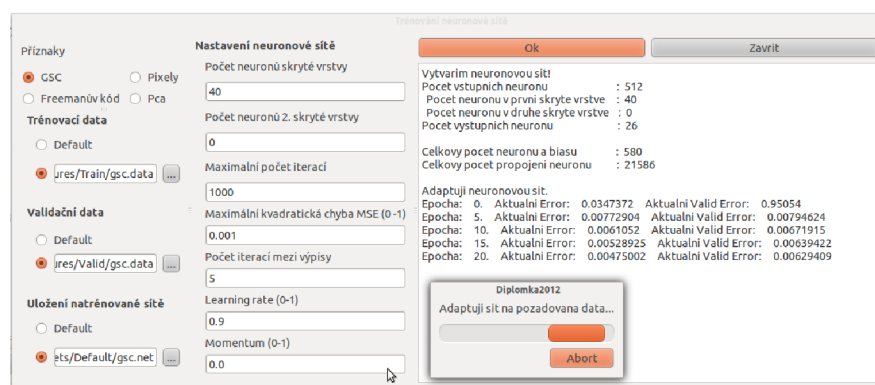 Trénování neuronové sítě
Příznaky
GSC
Pixely
Freemanův kód
Pca
Trénovací data
Default
ures/Train/gsc.data
...
Validační data
Default
ires/Valid/gsc.data
...
Uložení natrénované sítě
Default
ets/Default/gsc.net
...
Nastavení neuronové sítě
Počet neuronů skryté vrstvy
40
Počet neuronů 2. skryté vrstvy
0
Maximalní počet iterací
1000
Maximální kvadratická chyba MSE (0-1)
0.001
Počet iterací mezi výpisy
5
Learning rate (0-1)
0.9
Momentum (0-1)
0.0
Ok
Zavrit
Vytvarim neuronovou sit!
Pocet vstupnich neuronu : 512
Pocet neuronu v prvni skryte vrstve : 40
Pocet neuronu v druhe skryte vrstve : 0
Pocet vystupnich neuronu : 26
Celkovy pocet neuronu a biasu : 580
Celkovy pocet propojeni neuronu : 21586
Adaptuji neuronovou sit.
Epocha: 0. Aktualni Error: 0.0347372 Aktualni Valid Error: 0.95054
Epocha: 5. Aktualni Error: 0.00772904 Aktualni Valid Error: 0.00794624
Epocha: 10. Aktualni Error: 0.0061052 Aktualni Valid Error: 0.00671915
Epocha: 15. Aktualni Error: 0.00528925 Aktualni Valid Error: 0.00639422
Epocha: 20. Aktualni Error: 0.00475002 Aktualni Valid Error: 0.00629409
Diplomka2012
Adaptuji sit na pozadovana data...
Abort